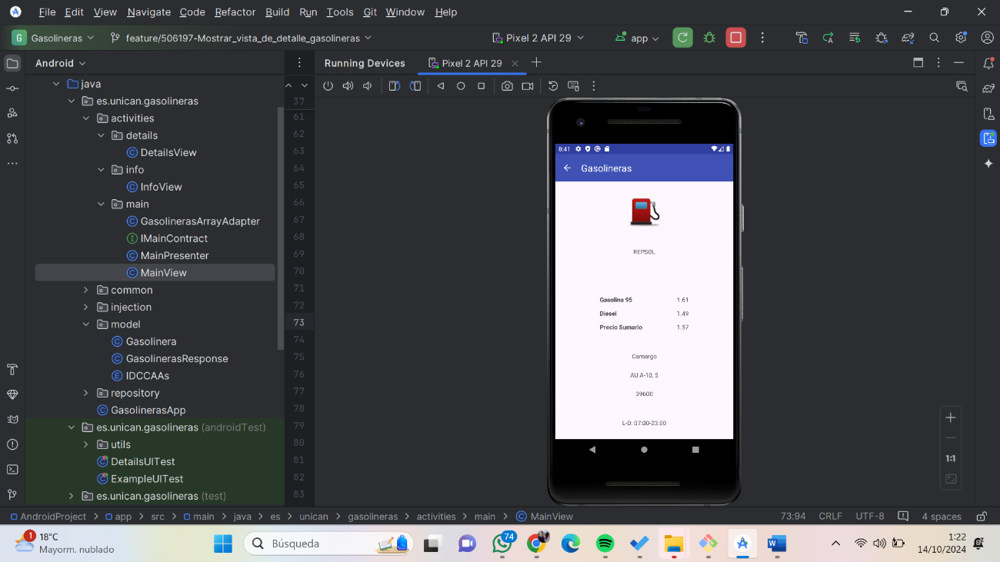 File Edit View Navigate Code Refactor Build Run Tools Git Window Help
G Gasolineras feature/506197-Mostrar_vista_de_detalle_gasolineras Pixel 2 API 29 app
Android Running Devices Pixel 2 API 29
java
es.unican.gasolineras
activities
details
DetailsView
info
InfoView
main
GasolinerasArrayAdapter
IMainContract
MainPresenter
MainView
common
injection
model
Gasolinera
GasolinerasResponse
IDCCAAs
repository
GasolinerasApp
es.unican.gasolineras (androidTest)
utils
DetailsUITest
ExampleUITest
es.unican.gasolineras (test)
37
61
62
63
64
65
66
67
68
69
70
71
72
73
74
75
76
77
78
79
80
81
82
83
8:41
Gasolineras
REPSOL
Gasolina 95 1.61
Diesel 1.49
Precio Sumario 1.57
Camargo
AU A-10, 5
39600
L-D: 07:00-23:00
1:1
AndroidProject > app > src > main > java > es > unican > gasolineras > activities > main > MainView 73:94 CRLF UTF-8 4 spaces
1 18°C
Mayorm. nublado
Búsqueda
74
W
1:22
14/10/2024